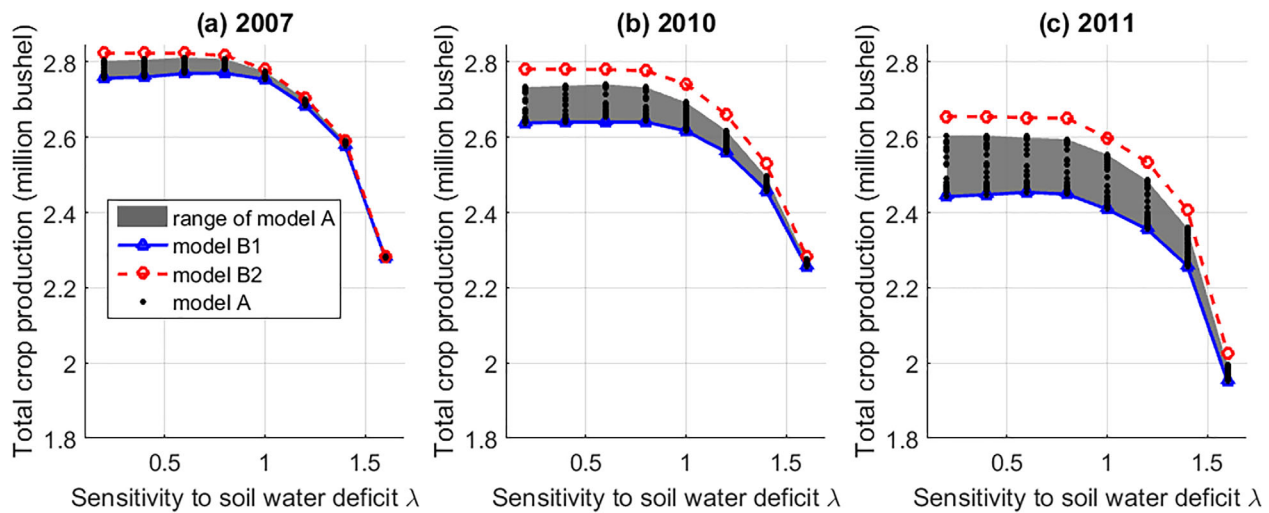 (a) 2007
Total crop production (million bushel)
2.8
2.6
2.4
2.2
2
1.8
0.5
1
1.5
Sensitivity to soil water deficit λ
range of model A
model B1
model B2
model A
(b) 2010
Total crop production (million bushel)
2.8
2.6
2.4
2.2
2
1.8
0.5
1
1.5
Sensitivity to soil water deficit λ
(c) 2011
Total crop production (million bushel)
2.8
2.6
2.4
2.2
2
1.8
0.5
1
1.5
Sensitivity to soil water deficit λ